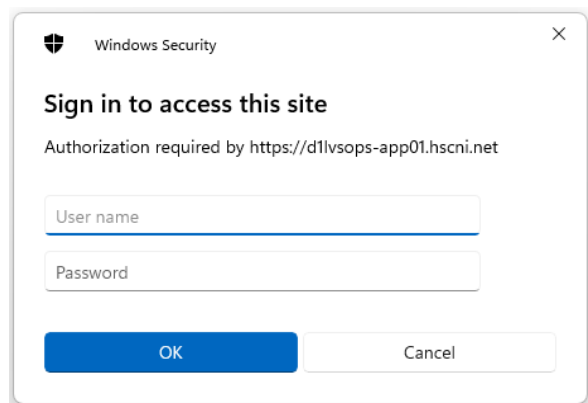 Windows Security
Sign in to access this site
Authorization required by https://d1lvsops-app01.hscni.net
User name
Password
OK
Cancel